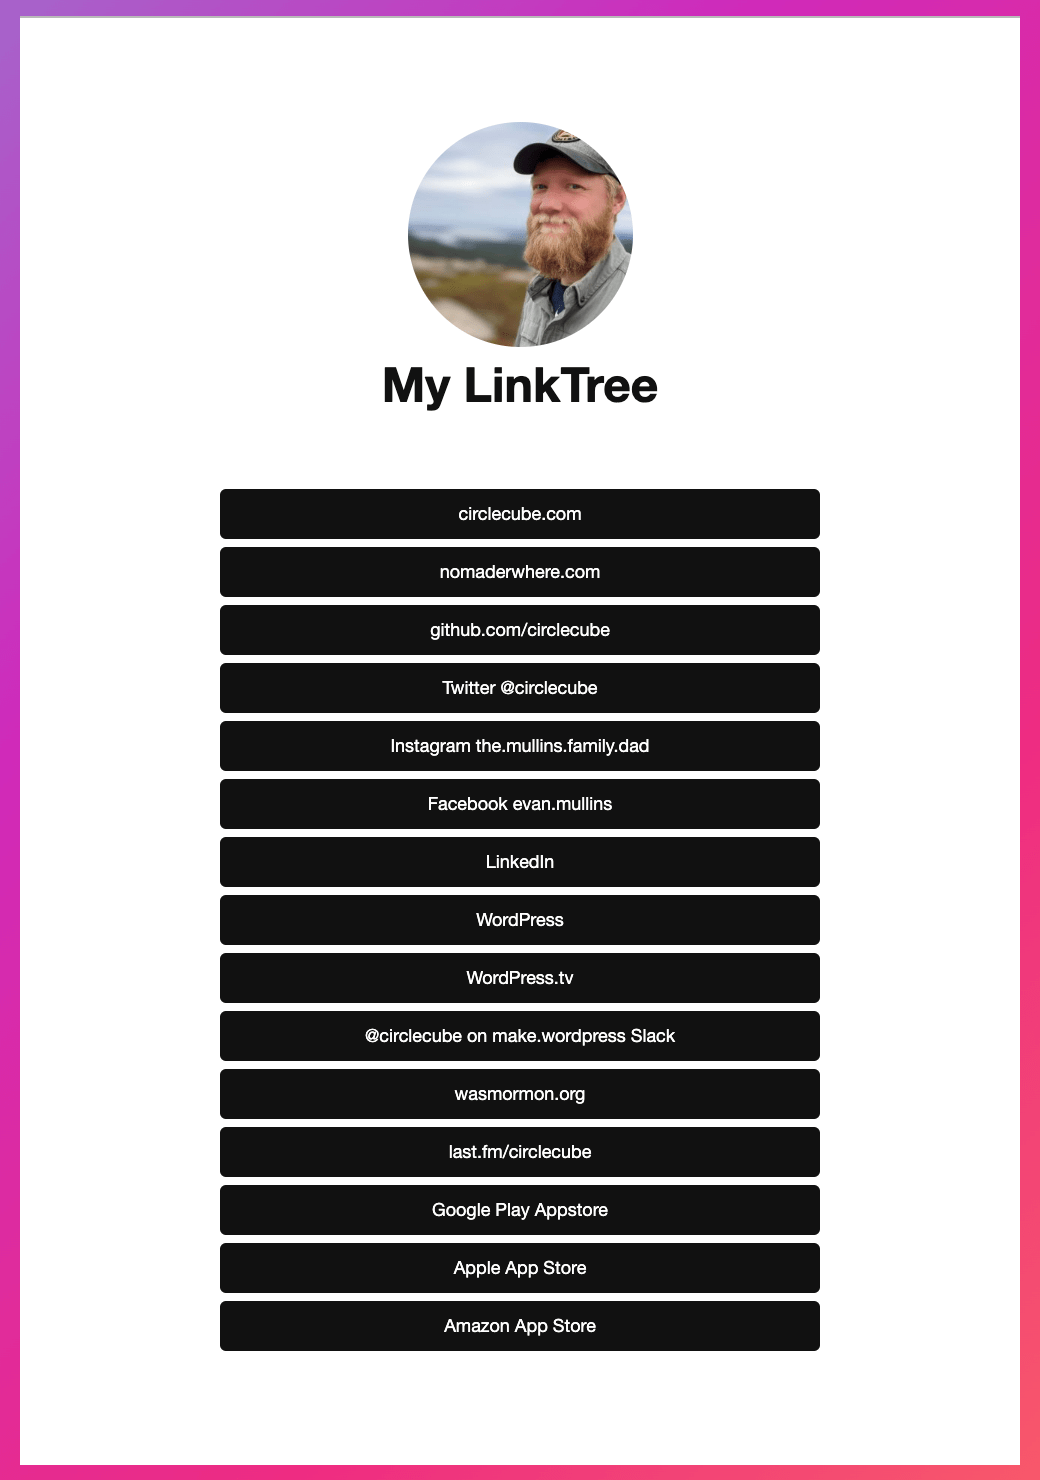 My LinkTree
circlecube.com
nomaderwhere.com
github.com/circlecube
Twitter @circlecube
Instagram the.mullins.family.dad
Facebook evan.mullins
LinkedIn
WordPress
WordPress.tv
@circlecube on make.wordpress Slack
wasmormon.org
last.fm/circlecube
Google Play Appstore
Apple App Store
Amazon App Store